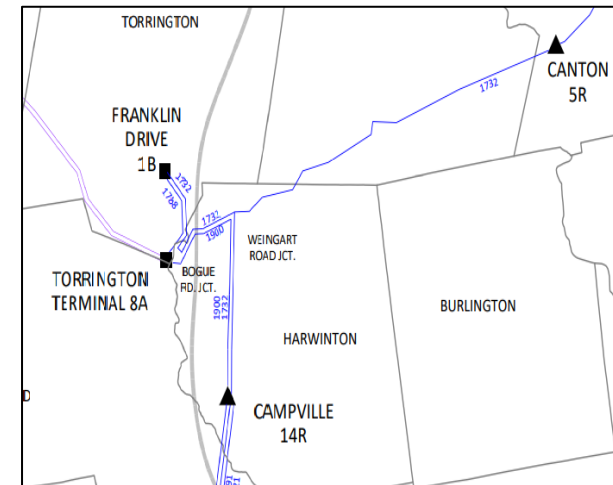 TORRINGTON
CANTON
5R
1732
FRANKLIN
DRIVE
1B
1732
1768
1732
1900
WEINGART
ROAD JCT.
BOGUE
RD. JCT.
TORRINGTON
TERMINAL 8A
1900
1732
BURLINGTON
HARWINTON
D
CAMPVILLE
14R